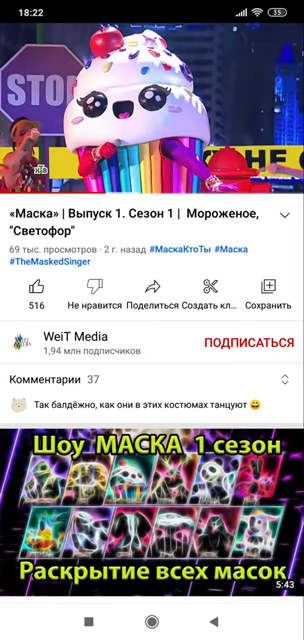 18:22
35
STOP
НЕ С
НТВ
«Маска» | Выпуск 1. Сезон 1 | Мороженое,
"Светофор"
69 тыс. просмотров · 2 г. назад #МаскаКтоТы #Маска
#TheMaskedSinger
516
Не нравится
Поделиться
Создать кл...
Сохранить
WeiT Media
1,94 млн подписчиков
ПОДПИСАТЬСЯ
Комментарии 37
Так балдёжно, как они в этих костюмах танцуют 😄
Шоу МАСКА 1 сезон
Раскрытие всех масок
5:43